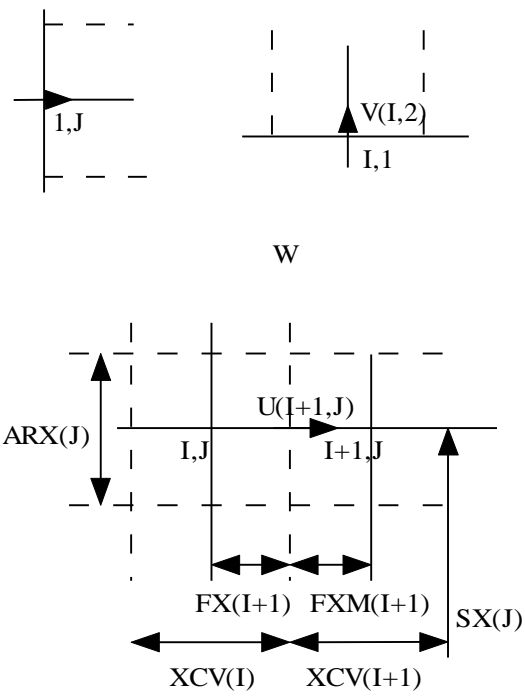 1,J
V(I,2)
I,1
W
U(I+1,J)
ARX(J)
I,J
I+1,J
FX(I+1)
FXM(I+1)
SX(J)
XCV(I)
XCV(I+1)